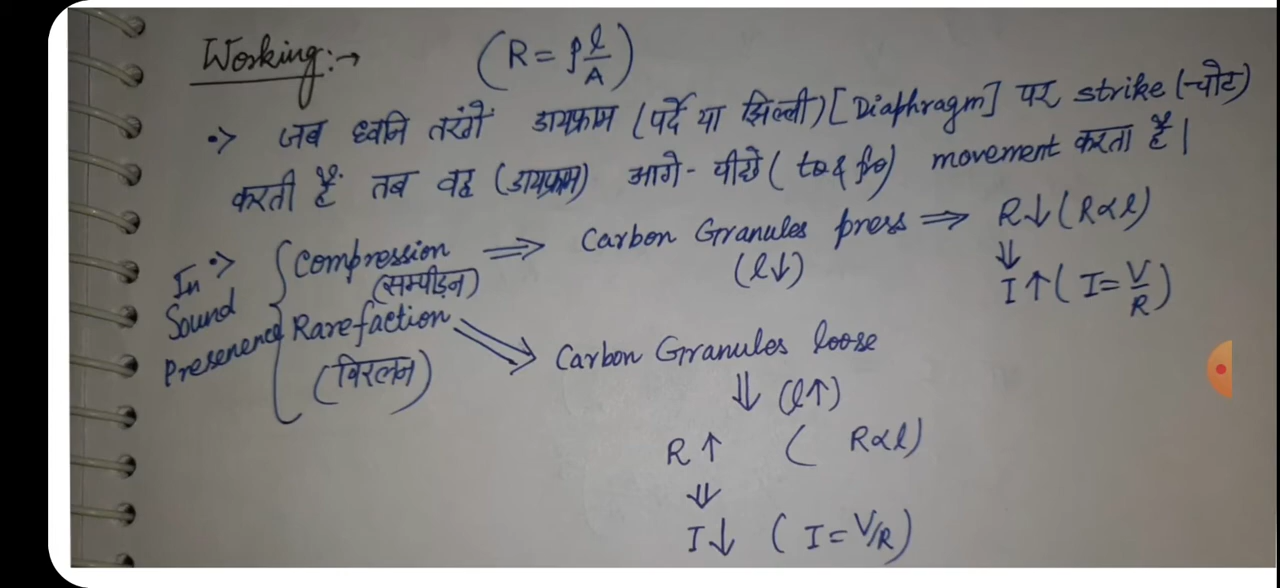 Working:→ (R = ρ l/A)
·> जब ध्वनि तरंगें डायफ्राम (पर्दे या झिल्ली) [Diaphragm] पर strike (चोट)
करती हैं तब वह (डायफ्राम) आगे-पीछे (to & fro) movement करता है|
·> In Sound Presenence { Compression (सम्पीड़न) ⇒ Carbon Granules press (l↓) ⇒ R↓ (R∝l)
⇓
I↑ (I = V/R)
Rarefaction (विरलन) ⇒ Carbon Granules loose
⇓ (l↑)
R↑ ( R∝l)
⇓
I↓ ( I = V/R)